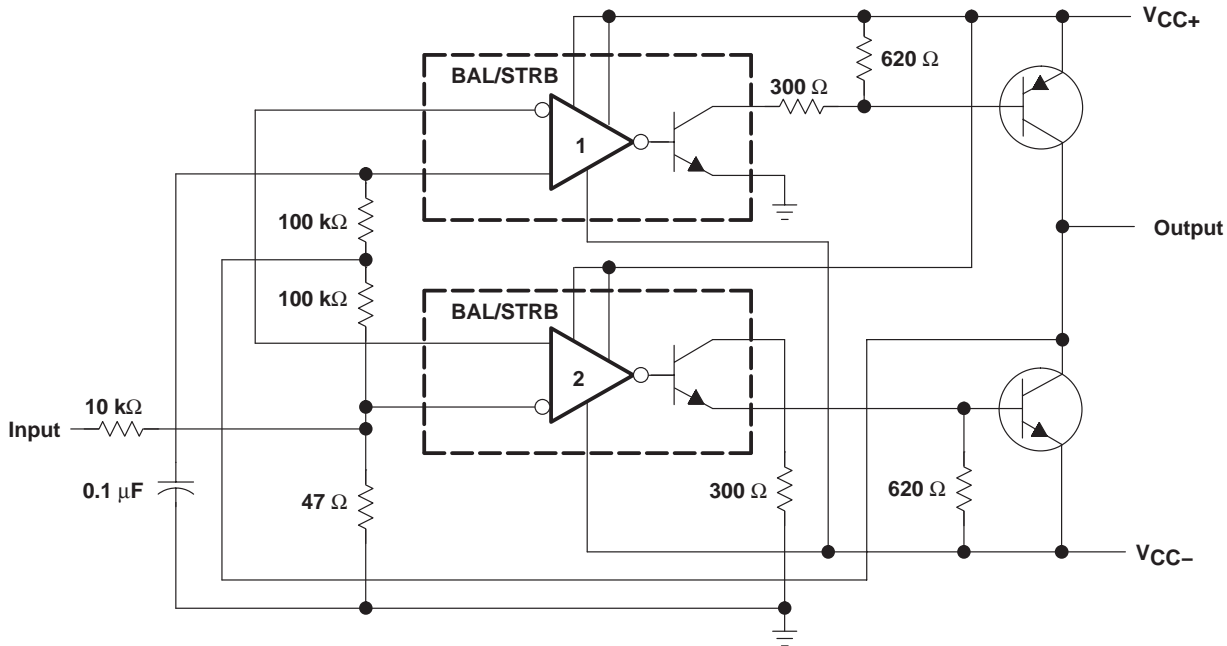 VCC+
BAL/STRB
620 Ω
300 Ω
1
100 kΩ
Output
100 kΩ
BAL/STRB
2
10 kΩ
Input
0.1 μF
47 Ω
300 Ω
620 Ω
VCC–